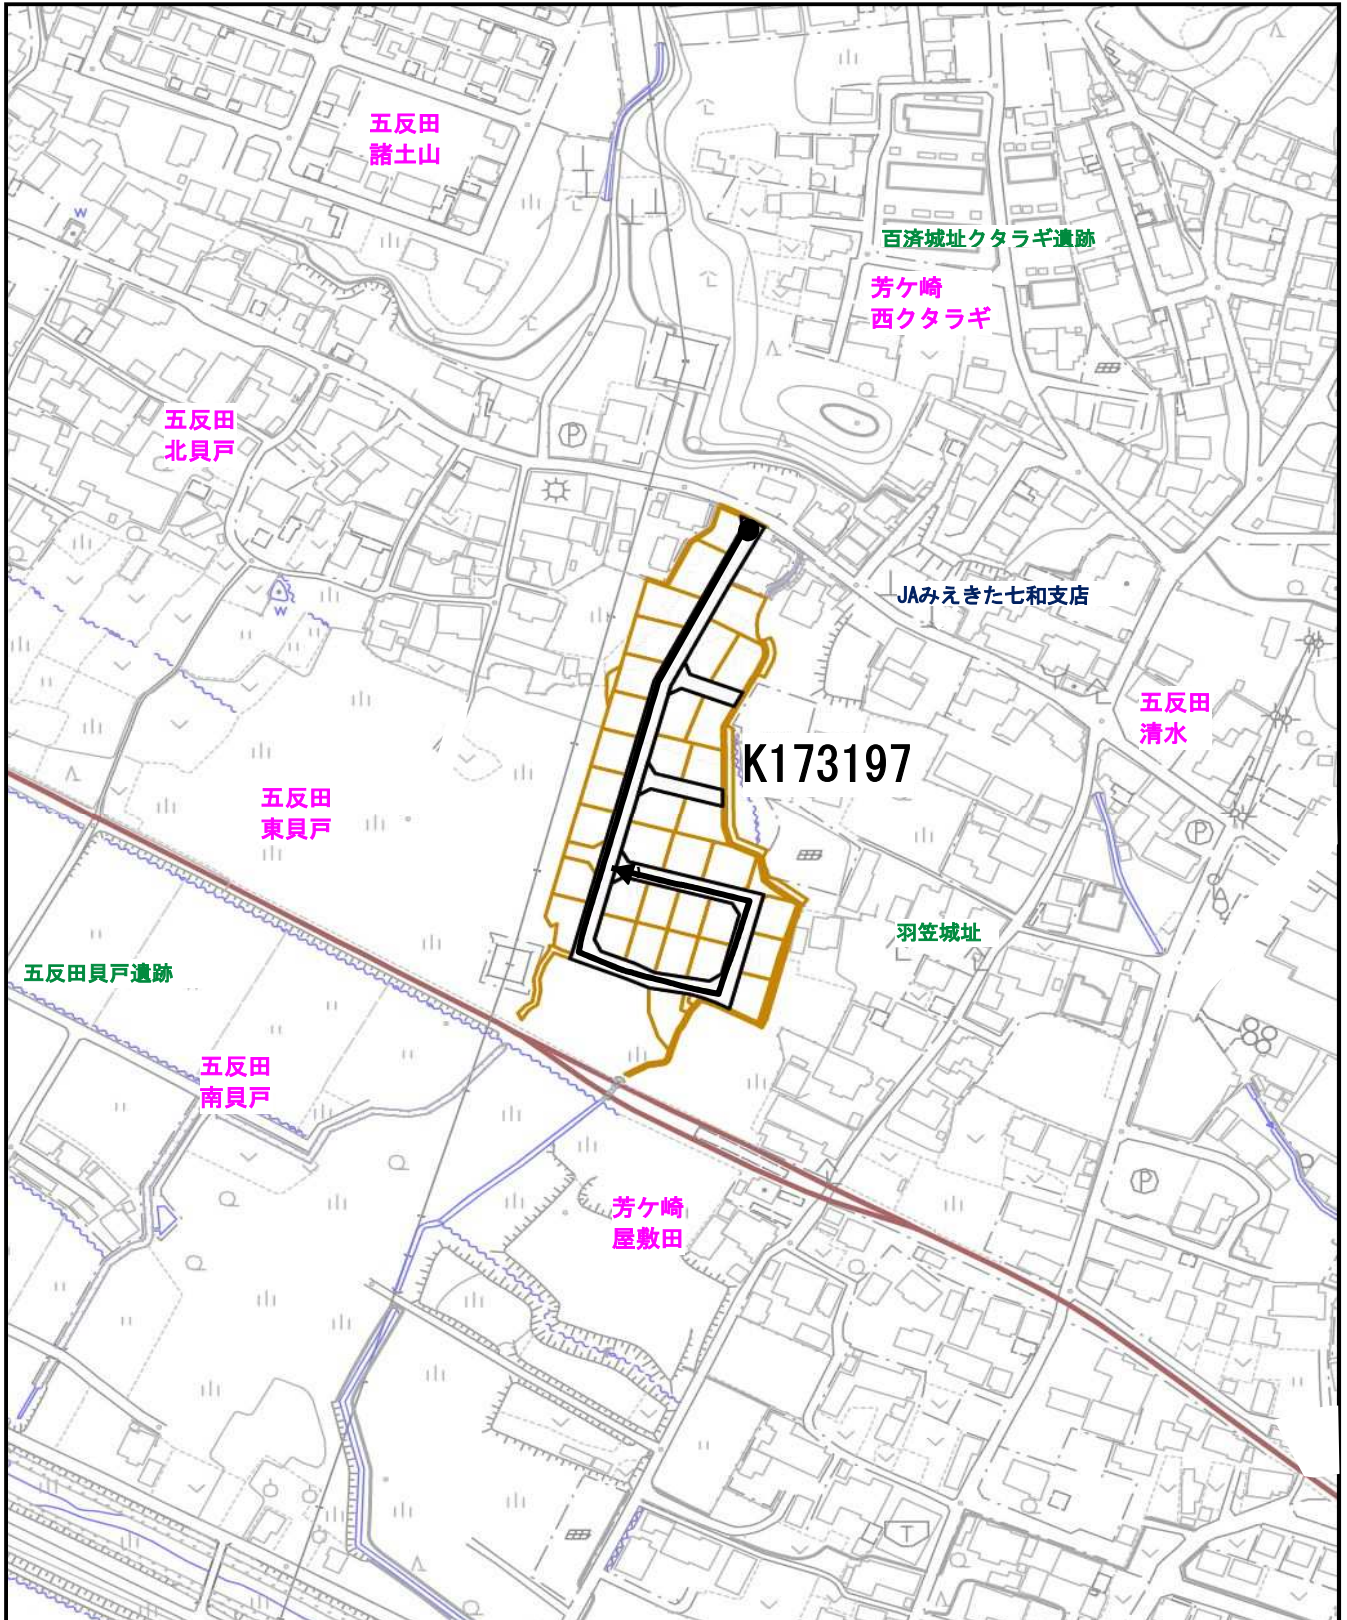 五反田
諸土山
W
百済城址クタラギ遺跡
芳ケ崎
西クタラギ
五反田
北貝戸
P
W
JAみえきた七和支店
五反田
清水
K173197
五反田
東貝戸
P
羽笠城址
五反田貝戸遺跡
五反田
南貝戸
P
芳ケ崎
屋敷田
T